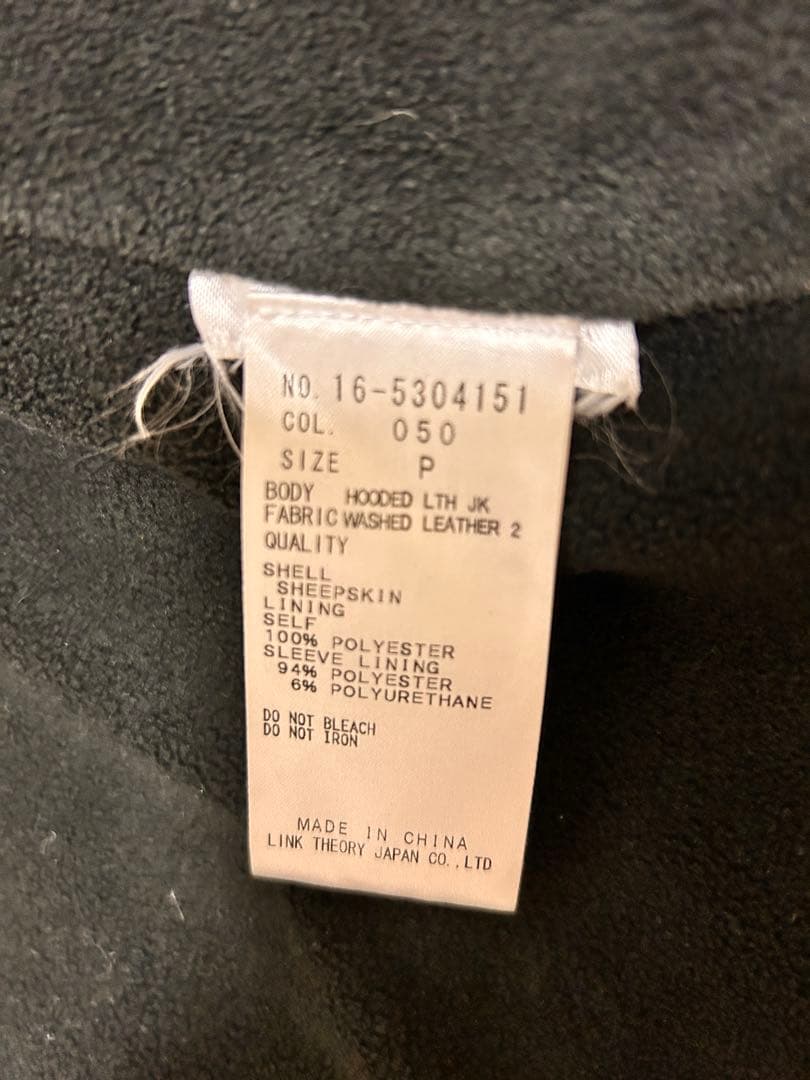 NO. 16-5304151
COL. 050
SIZE P
BODY HOODED LTH JK
FABRIC WASHED LEATHER 2
QUALITY
SHELL
SHEEPSKIN
LINING
SELF
100% POLYESTER
SLEEVE LINING
94% POLYESTER
6% POLYURETHANE
DO NOT BLEACH
DO NOT IRON
MADE IN CHINA
LINK THEORY JAPAN CO.,LTD